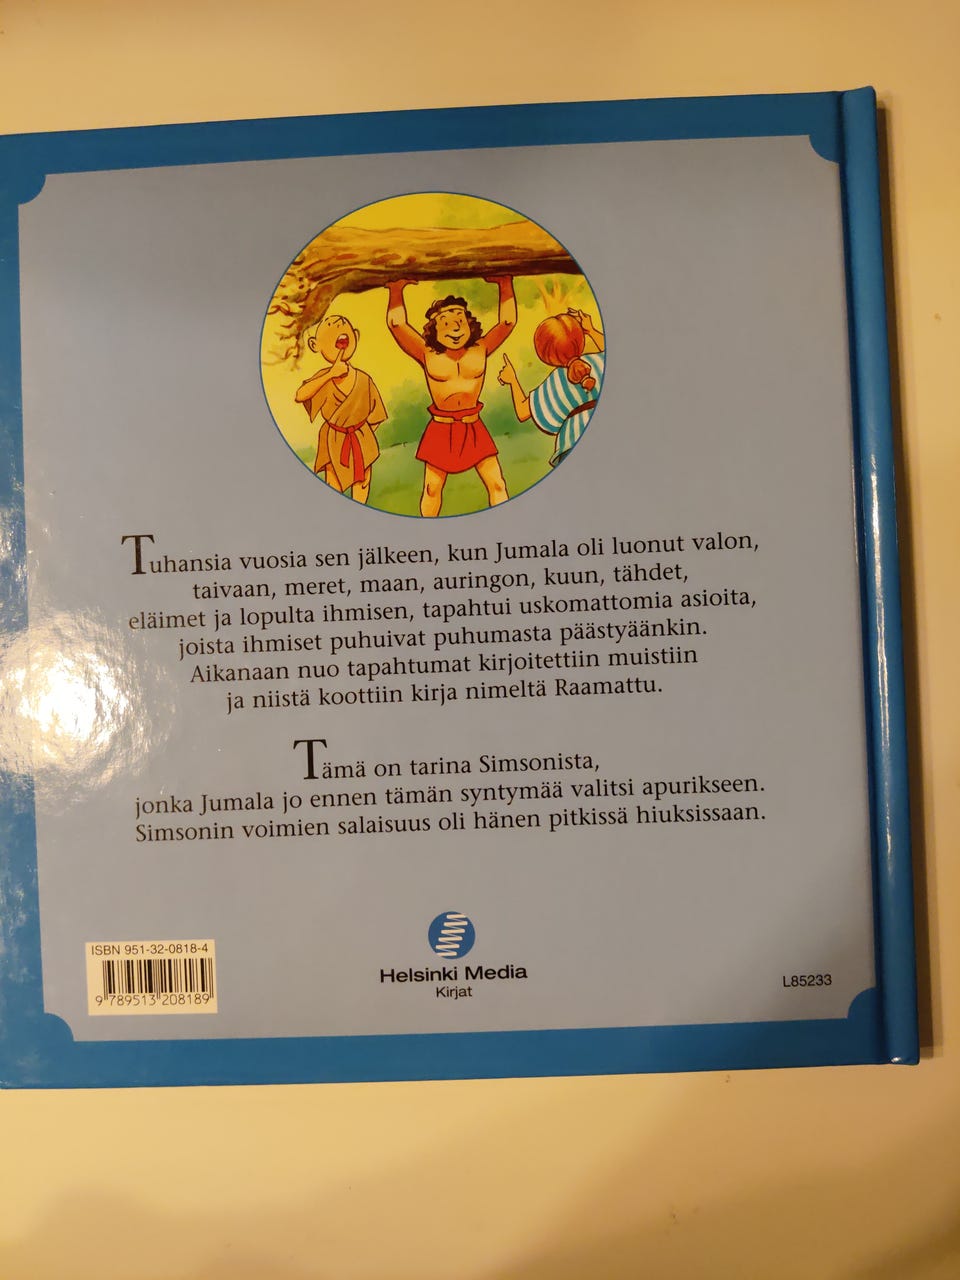 Tuhansia vuosia sen jälkeen, kun Jumala oli luonut valon,
taivaan, meret, maan, auringon, kuun, tähdet,
eläimet ja lopulta ihmisen, tapahtui uskomattomia asioita,
joista ihmiset puhuivat puhumasta päästyäänkin.
Aikanaan nuo tapahtumat kirjoitettiin muistiin
ja niistä koottiin kirja nimeltä Raamattu.
Tämä on tarina Simsonista,
jonka Jumala jo ennen tämän syntymää valitsi apurikseen.
Simsonin voimien salaisuus oli hänen pitkissä hiuksissaan.
ISBN 951-32-0818-4
9 789513 208189
Helsinki Media
Kirjat
L85233